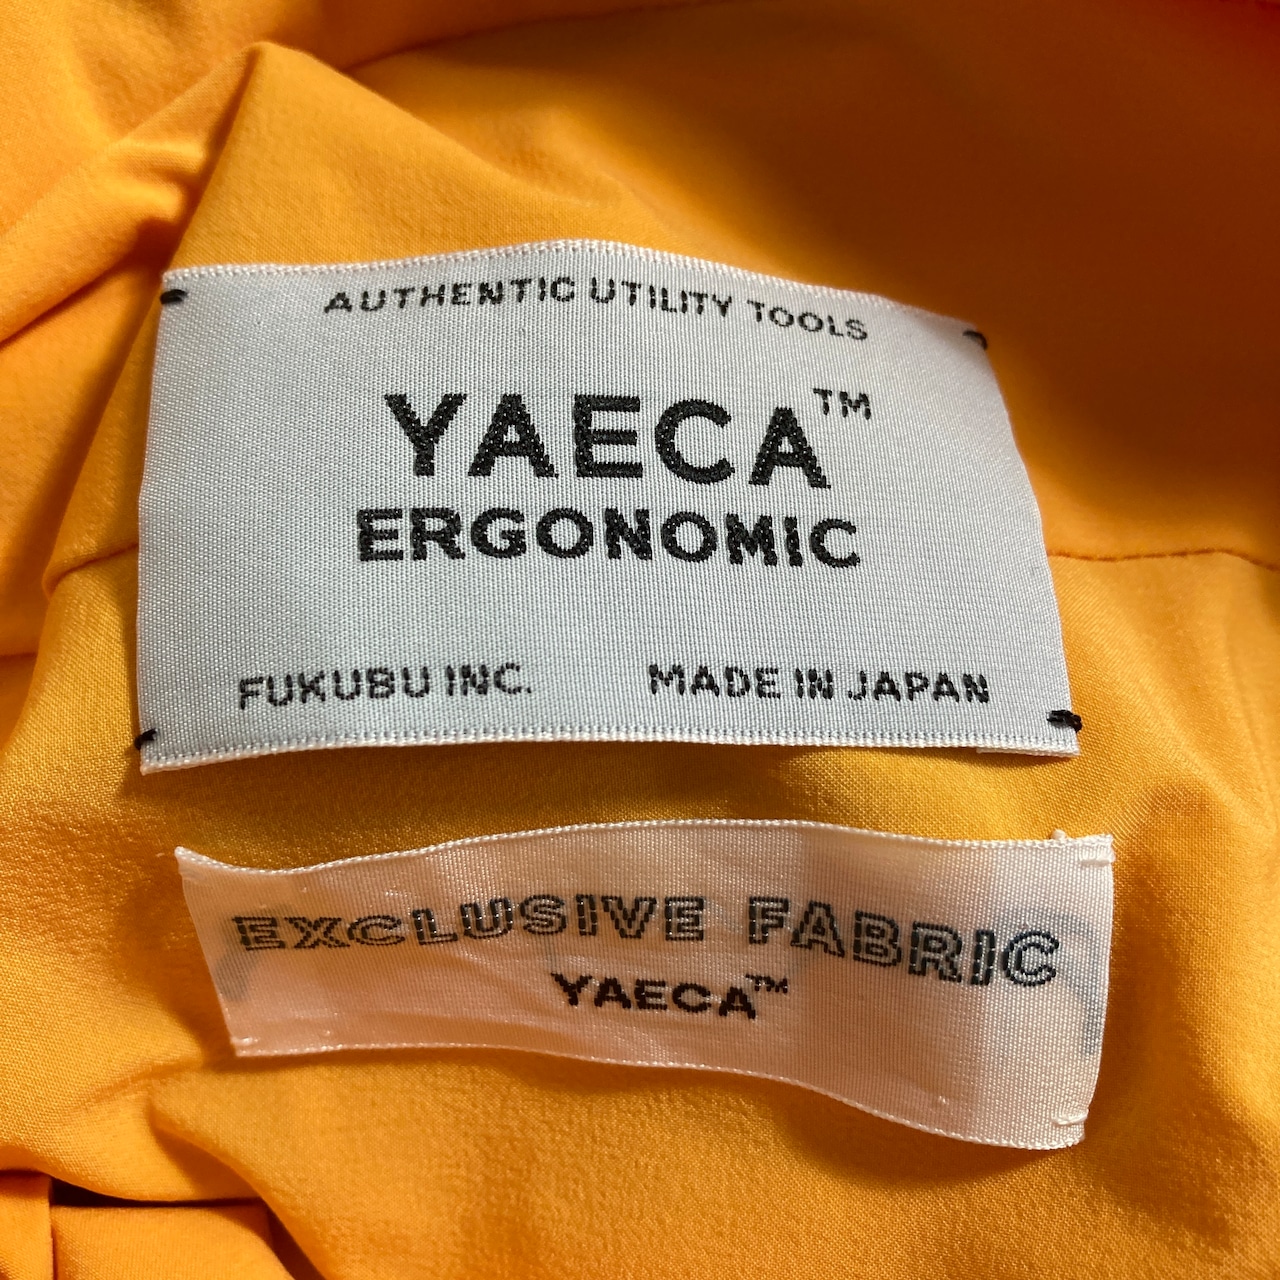 AUTHENTIC UTILITY TOOLS
YAECA™
ERGONOMIC
FUKUBU INC. MADE IN JAPAN
EXCLUSIVE FABRIC
YAECA™